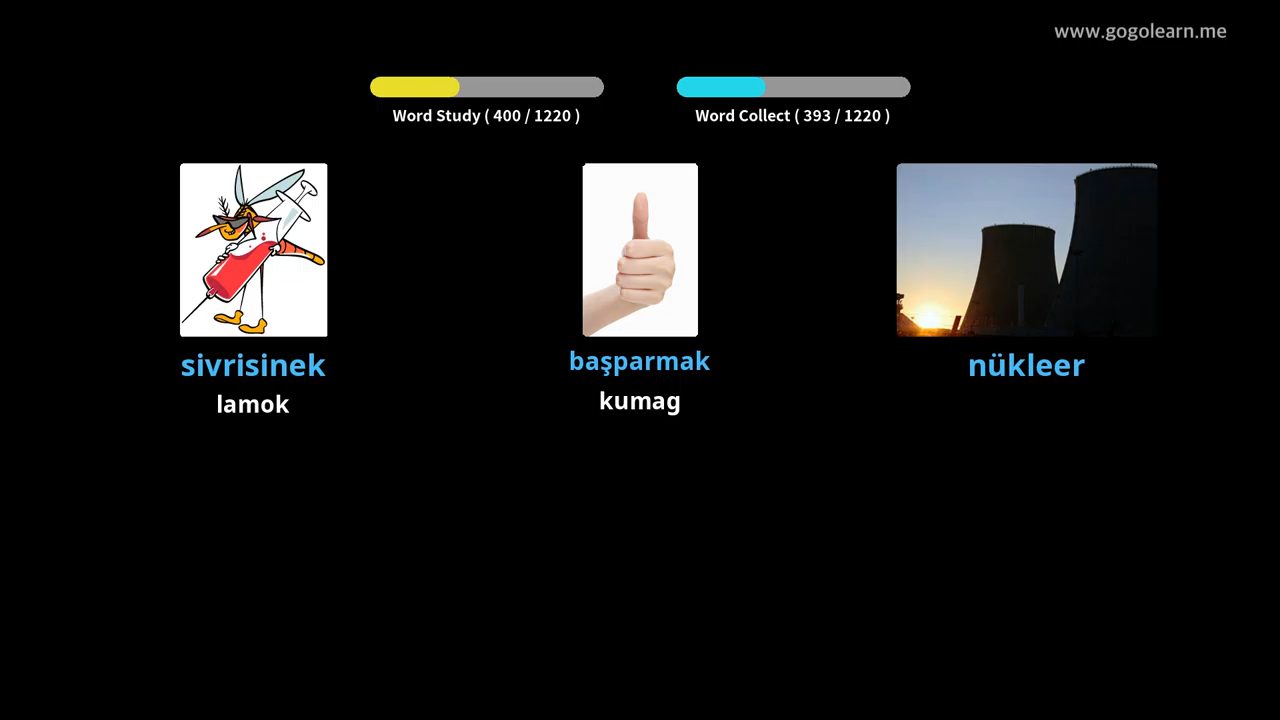 www.gogolearn.me
Word Study ( 400 / 1220 )
Word Collect ( 393 / 1220 )
sivrisinek
lamok
başparmak
kumag
nükleer